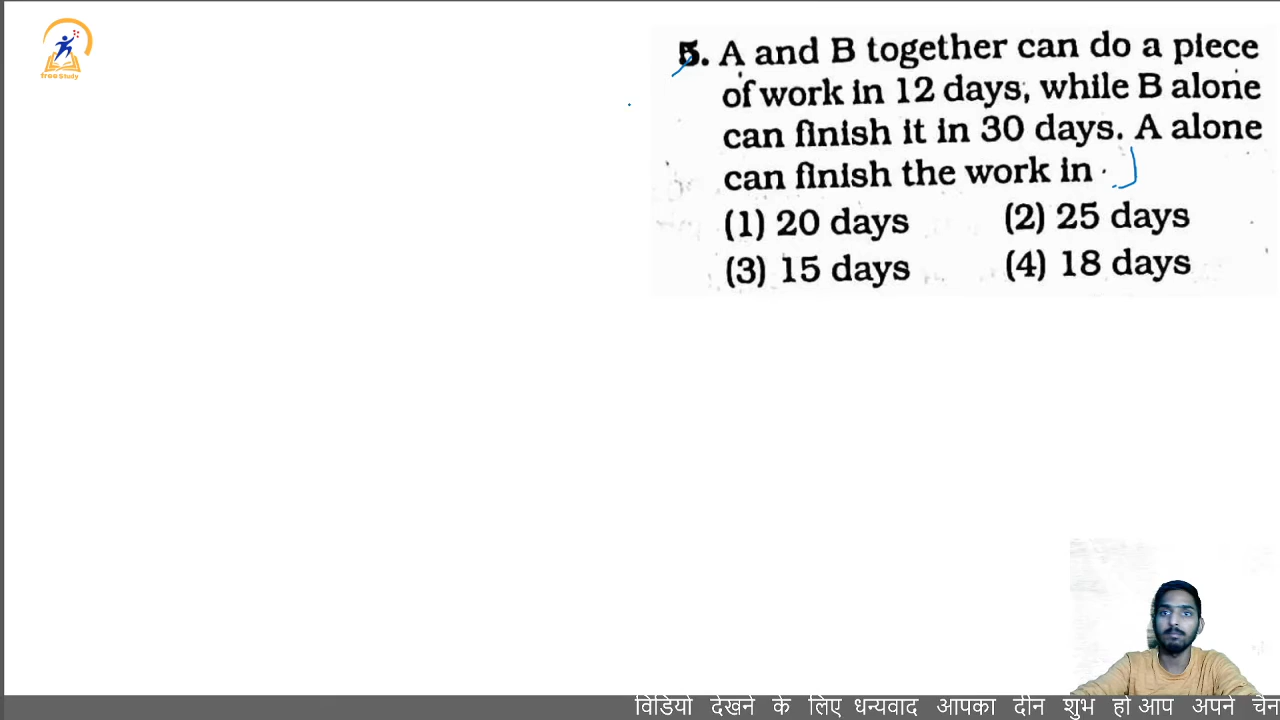 free Study
5. A and B together can do a piece
of work in 12 days, while B alone
can finish it in 30 days. A alone
can finish the work in
(1) 20 days (2) 25 days
(3) 15 days (4) 18 days
विडियो देखने के लिए धन्यवाद आपका दीन शुभ हो आप अपने चैन